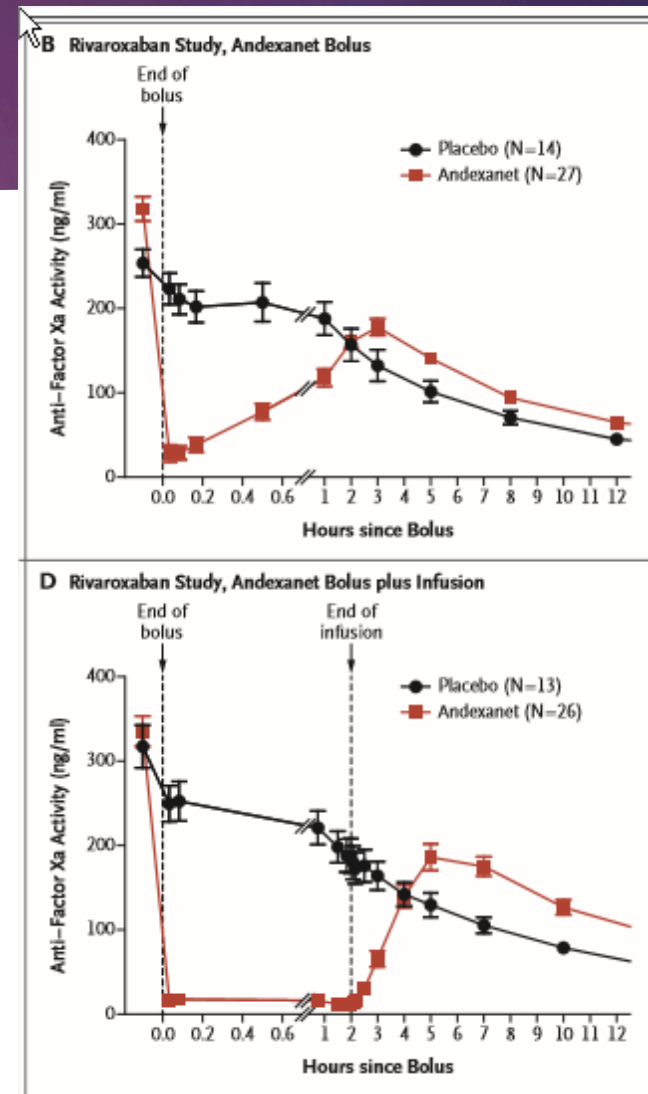 B Rivaroxaban Study, Andexanet Bolus
End of
bolus
400
300
200
100
0
Anti–Factor Xa Activity (ng/ml)
Placebo (N=14)
Andexanet (N=27)
0.0 0.2 0.4 0.6 1 2 3 4 5 6 7 8 9 10 11 12
Hours since Bolus
D Rivaroxaban Study, Andexanet Bolus plus Infusion
End of
bolus
End of
infusion
400
300
200
100
0
Anti–Factor Xa Activity (ng/ml)
Placebo (N=13)
Andexanet (N=26)
0.0 0.2 0.4 0.6 1 2 3 4 5 6 7 8 9 10 11 12
Hours since Bolus